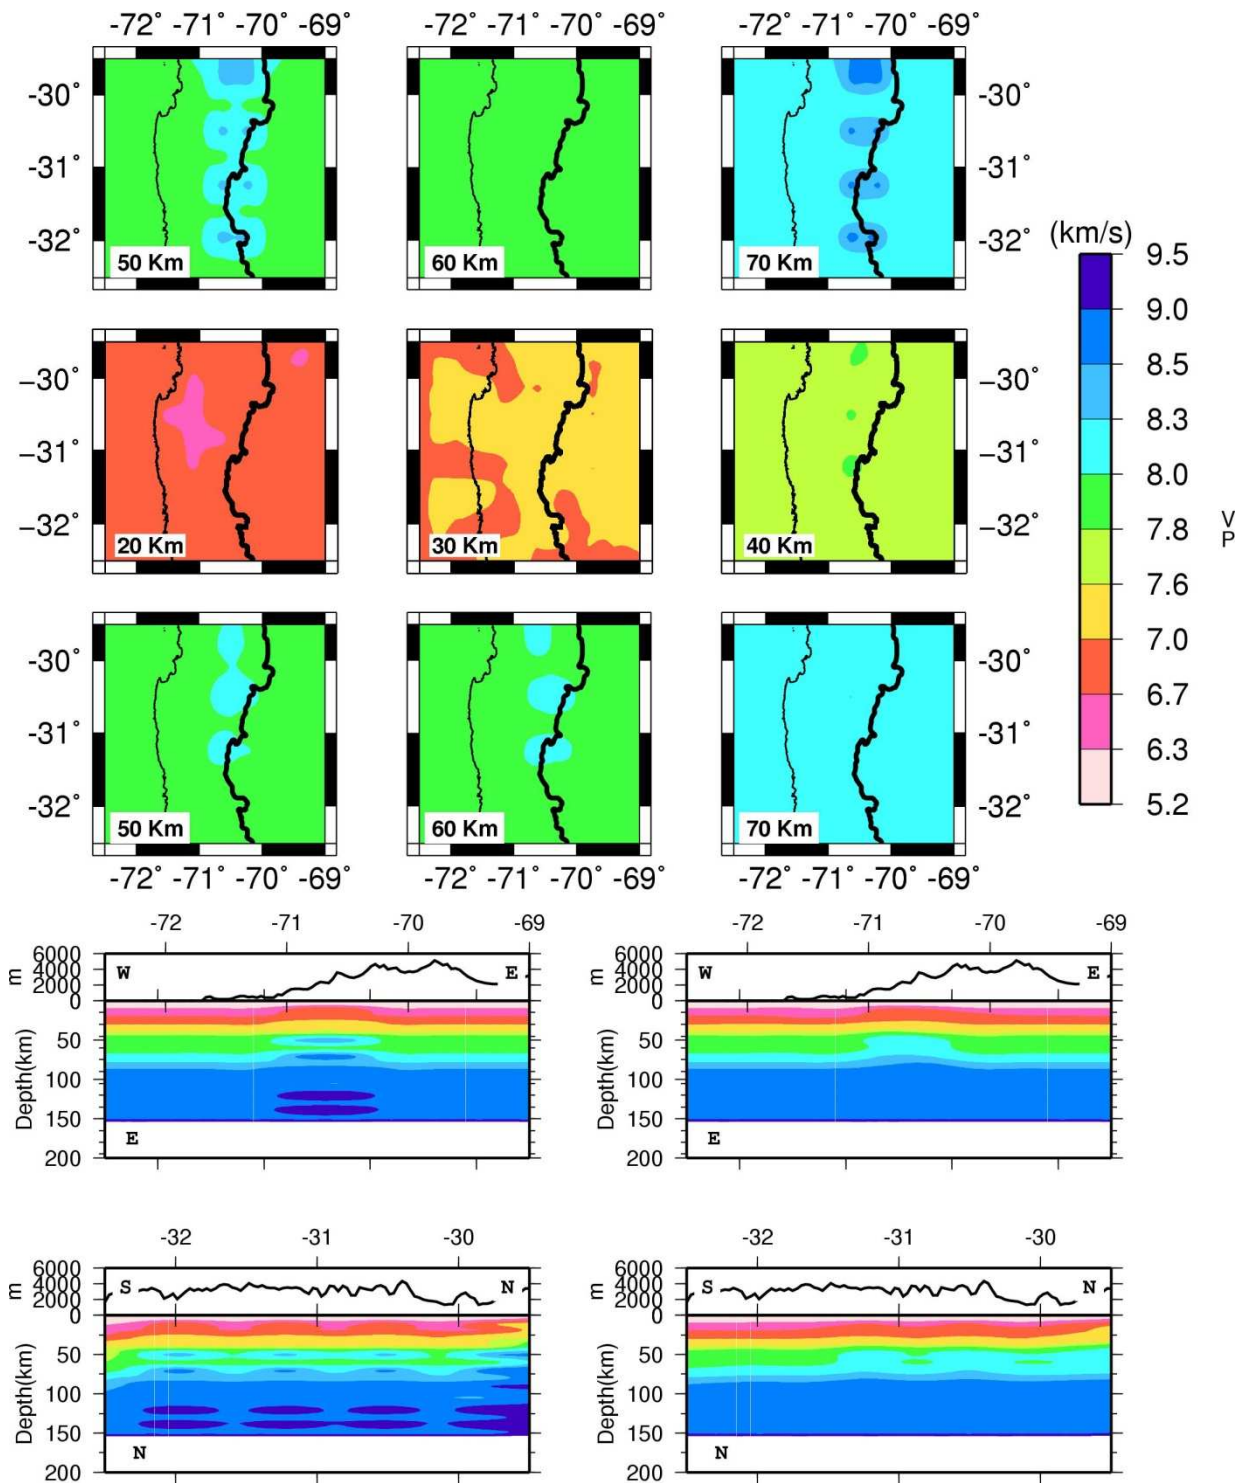 -72° -71° -70° -69° -72° -71° -70° -69° -72° -71° -70° -69°
-30° -30°
-31° -31°
-32° -32°
50 Km 60 Km 70 Km
(km/s)
9.5
9.0
8.5
8.3
8.0
7.8
7.6
7.0
6.7
6.3
5.2
V
P
−30° −30°
−31° −31°
−32° −32°
20 Km 30 Km 40 Km
-30° -30°
-31° -31°
-32° -32°
50 Km 60 Km 70 Km
-72° -71° -70° -69° -72° -71° -70° -69° -72° -71° -70° -69°
-72 -71 -70 -69
m
6000
4000
2000
0
W E
Depth(km)
50
100
150
200
E
-72 -71 -70 -69
m
6000
4000
2000
0
W E
Depth(km)
50
100
150
200
E
-32 -31 -30
m
6000
4000
2000
0
S N
Depth(km)
50
100
150
200
N
-32 -31 -30
m
6000
4000
2000
0
S N
Depth(km)
50
100
150
200
N